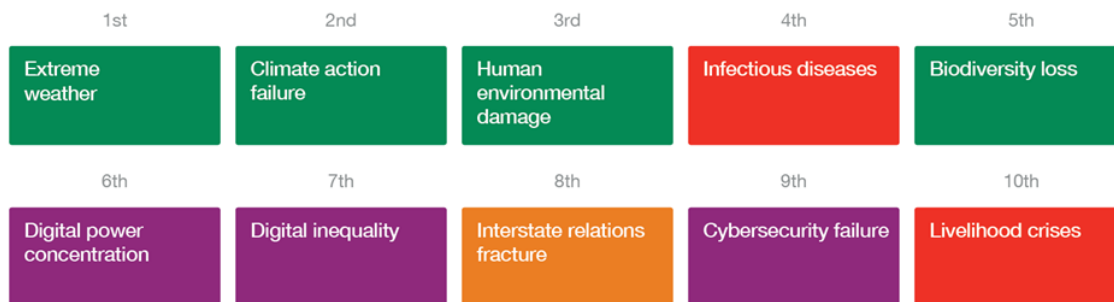 1st
2nd
3rd
4th
5th
Extreme
weather
Climate action
failure
Human
environmental
damage
Infectious diseases
Biodiversity loss
6th
7th
8th
9th
10th
Digital power
concentration
Digital inequality
Interstate relations
fracture
Cybersecurity failure
Livelihood crises